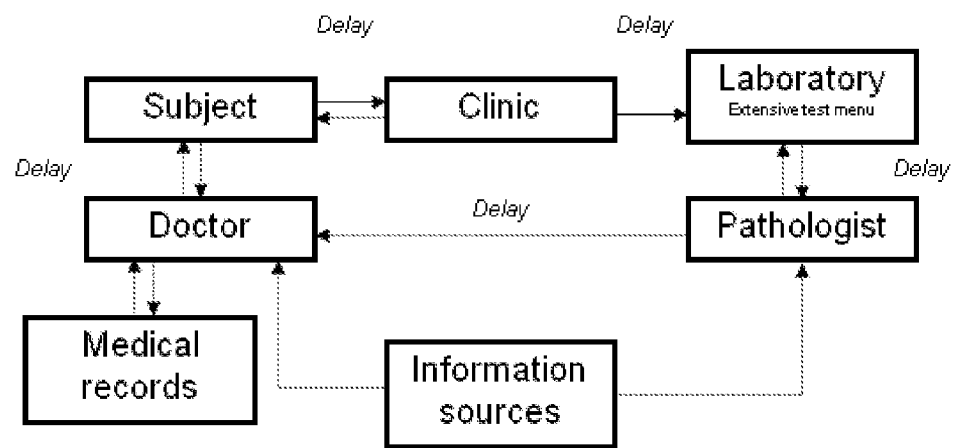 Delay
Delay
Subject
Clinic
Laboratory
Extensive test menu
Delay
Delay
Doctor
Delay
Pathologist
Medical
records
Information
sources